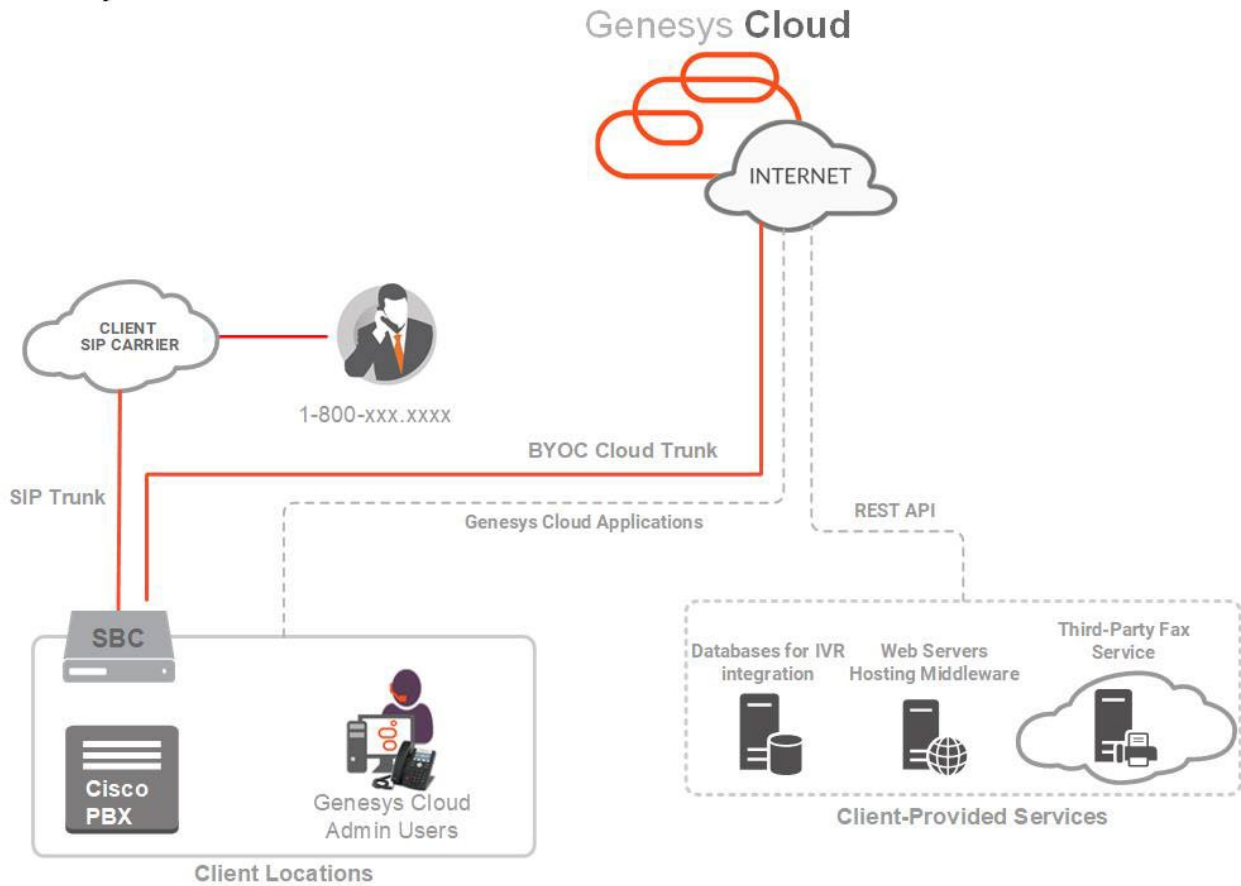 Genesys Cloud
INTERNET
CLIENT
SIP CARRIER
1-800-xxx.xxxx
BYOC Cloud Trunk
SIP Trunk
Genesys Cloud Applications
REST API
SBC
Cisco
PBX
Genesys Cloud
Admin Users
Client Locations
Databases for IVR
integration
Web Servers
Hosting Middleware
Third-Party Fax
Service
Client-Provided Services